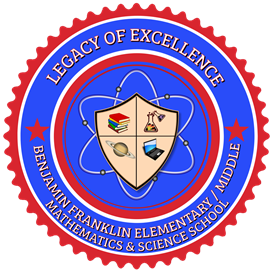 LEGACY OF EXCELLENCE
BENJAMIN FRANKLIN ELEMENTARY / MIDDLE
MATHEMATICS & SCIENCE SCHOOL